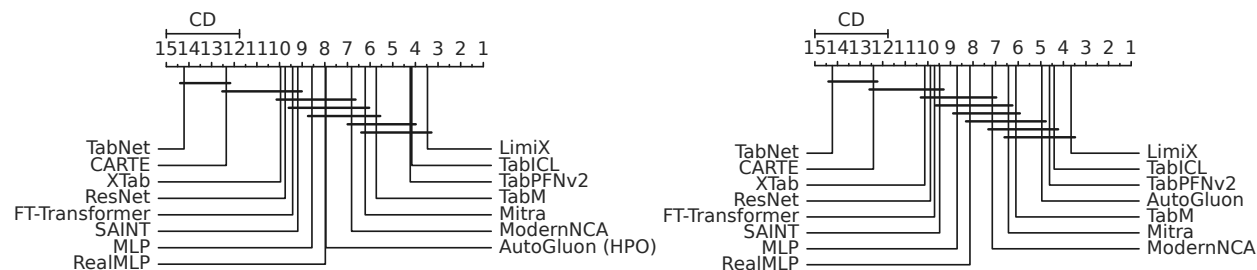 CD
15 14 13 12 11 10 9 8 7 6 5 4 3 2 1
TabNet
CARTE
XTab
ResNet
FT-Transformer
SAINT
MLP
RealMLP
LimiX
TabICL
TabPFNv2
TabM
Mitra
ModernNCA
AutoGluon (HPO)
CD
15 14 13 12 11 10 9 8 7 6 5 4 3 2 1
TabNet
CARTE
XTab
ResNet
FT-Transformer
SAINT
MLP
RealMLP
LimiX
TabICL
TabPFNv2
AutoGluon
TabM
Mitra
ModernNCA